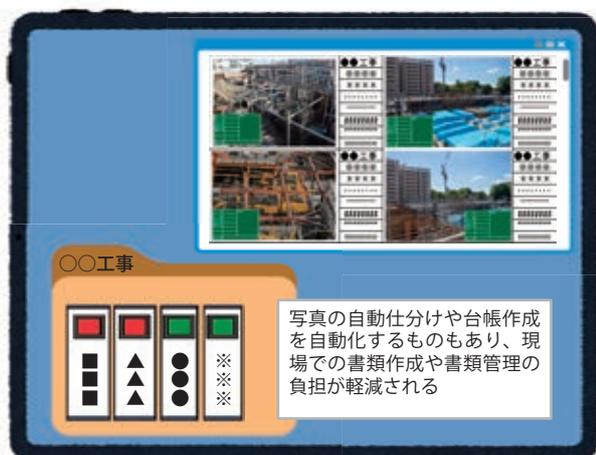 ●●工事
●●工事
●●工事
●●工事
○○工事
■
■
■
▲
▲
▲
●
●
●
※
※
※
写真の自動仕分けや台帳作成
を自動化するものもあり、現
場での書類作成や書類管理の
負担が軽減される